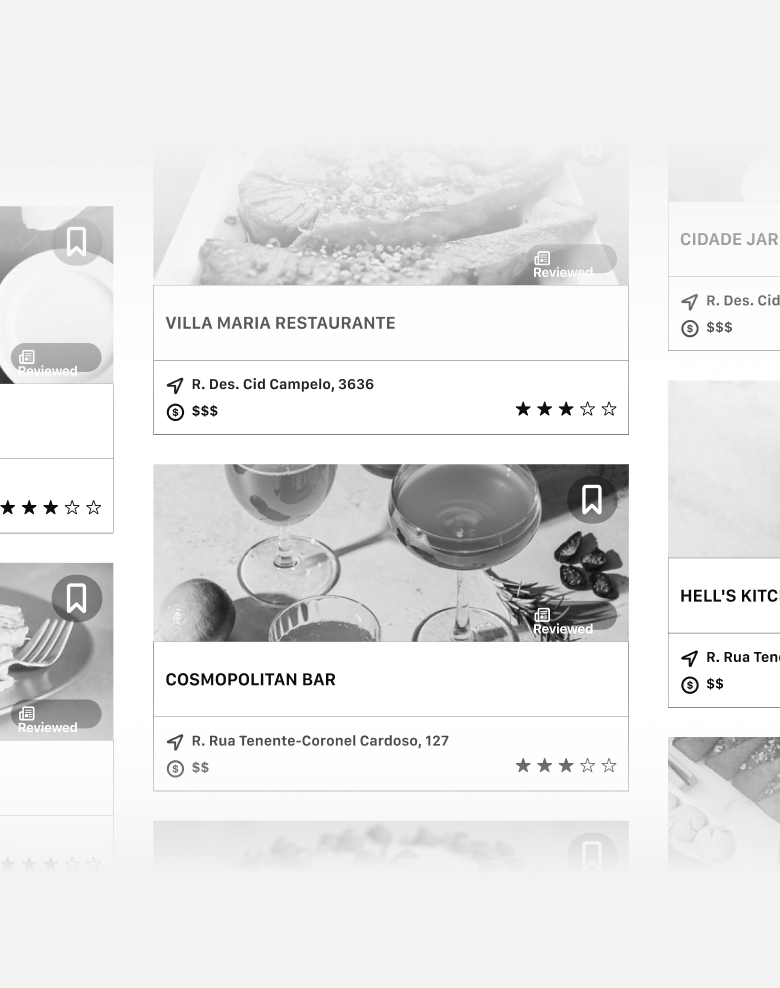 Reviewed
Reviewed
Reviewed
VILLA MARIA RESTAURANTE
R. Des. Cid Campelo, 3636
$$$
Reviewed
COSMOPOLITAN BAR
R. Rua Tenente-Coronel Cardoso, 127
$$
CIDADE JAR
R. Des. Cid
$$$
HELL'S KITC
R. Rua Ten
$$